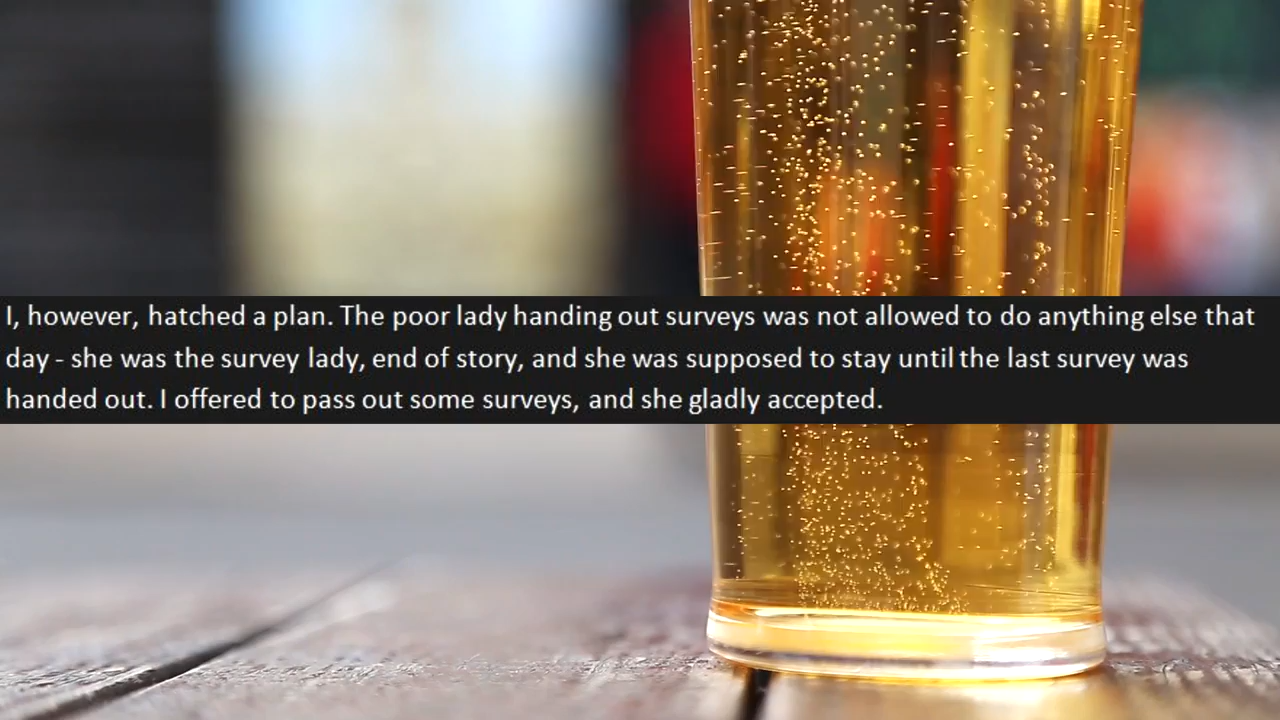 I, however, hatched a plan. The poor lady handing out surveys was not allowed to do anything else that
day - she was the survey lady, end of story, and she was supposed to stay until the last survey was
handed out. I offered to pass out some surveys, and she gladly accepted.